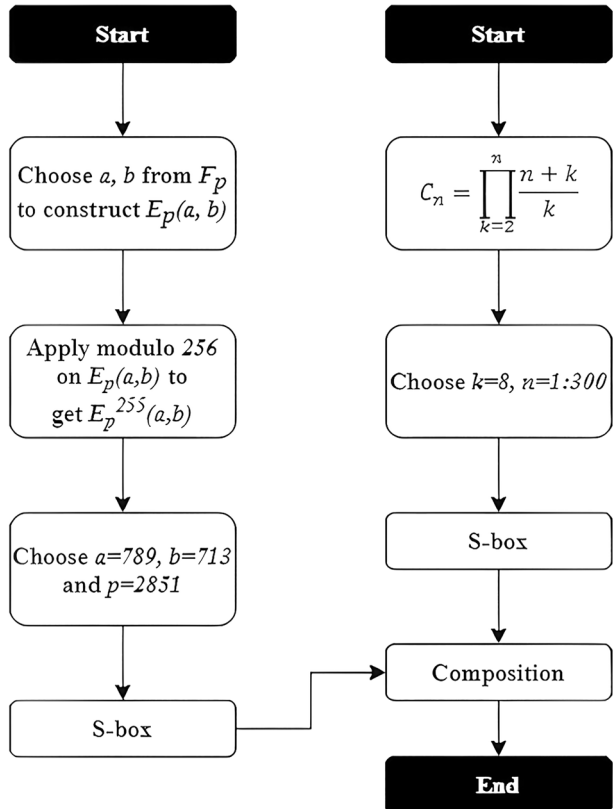 Start
Choose a, b from F_p
to construct E_p(a, b)
Apply modulo 256
on E_p(a,b) to
get E_p^255(a,b)
Choose a=789, b=713
and p=2851
S-box
Start
C_n = ∏_{k=2}^{n} (n + k)/k
Choose k=8, n=1:300
S-box
Composition
End